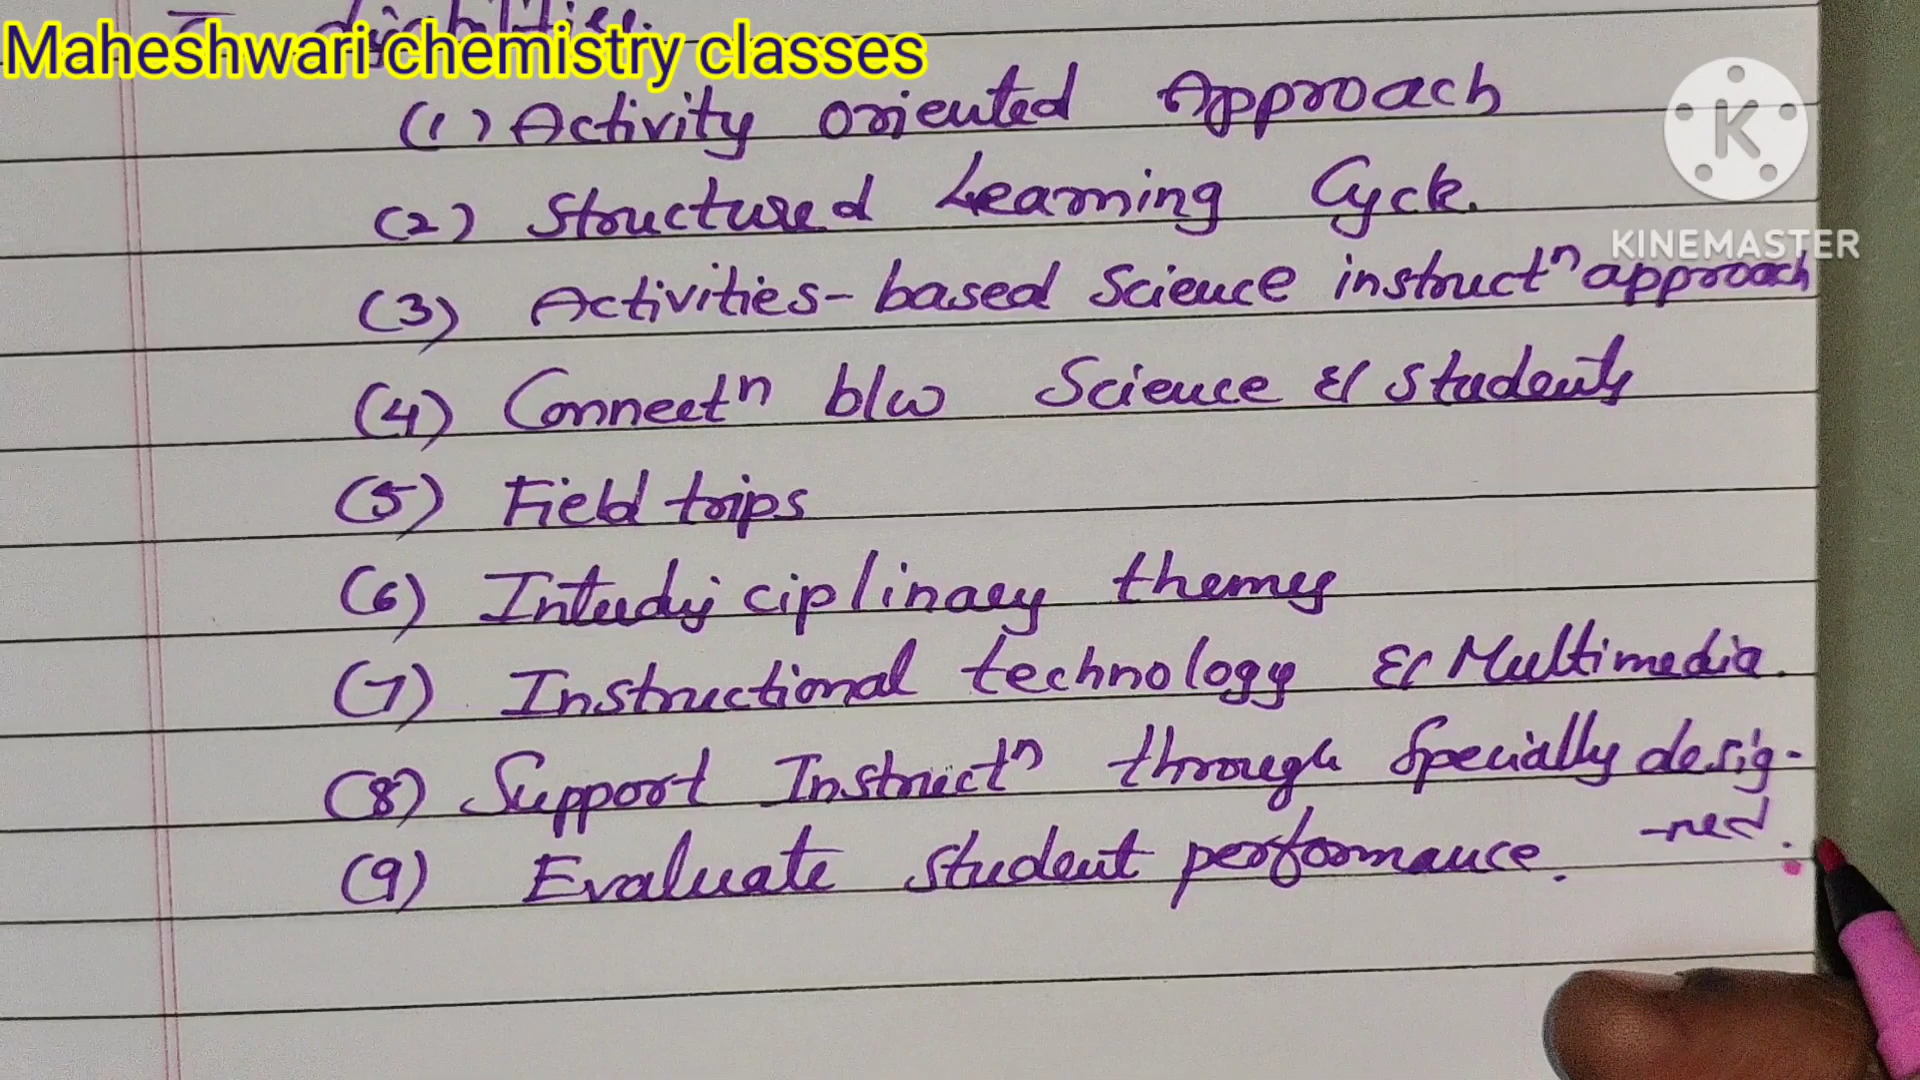 disabilities.
Maheshwari chemistry classes
(1) Activity oriented Approach
(2) Structured Learning Cycle.
(3) Activities-based Science instructⁿ approach
(4) Connectⁿ b/w Science & students
(5) Field trips
(6) Interdisciplinary themes
(7) Instructional technology & Multimedia.
(8) Support Instructⁿ through Specially desig-
-ned.
(9) Evaluate student performance.
K
KINEMASTER